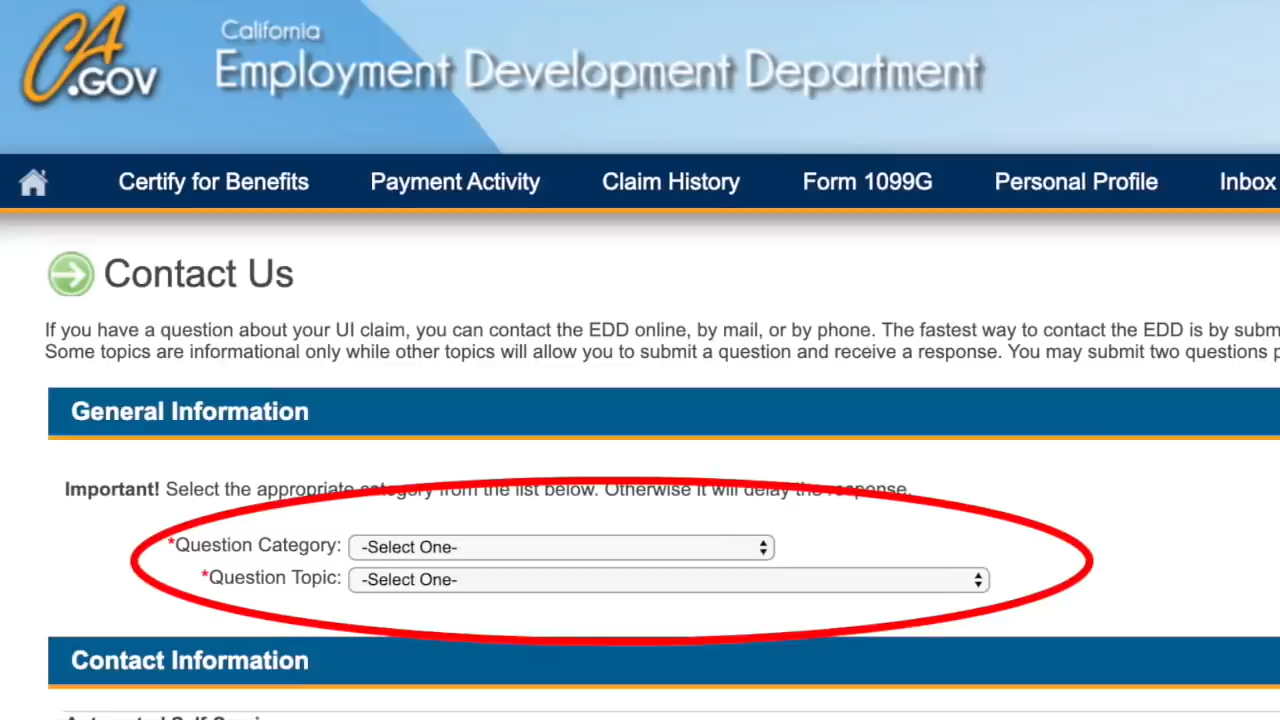 CA
.GOV
California
Employment Development Department
Certify for Benefits Payment Activity Claim History Form 1099G Personal Profile Inbox
Contact Us
If you have a question about your UI claim, you can contact the EDD online, by mail, or by phone. The fastest way to contact the EDD is by subm
Some topics are informational only while other topics will allow you to submit a question and receive a response. You may submit two questions p
General Information
Important! Select the appropriate category from the list below. Otherwise it will delay the response.
*Question Category: -Select One-
*Question Topic: -Select One-
Contact Information